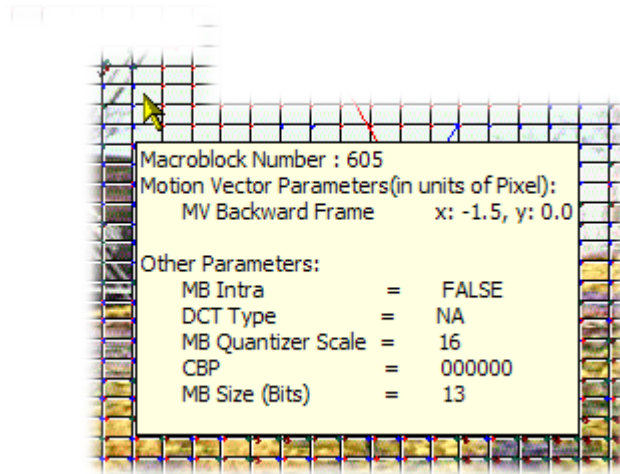 Macroblock Number : 605
Motion Vector Parameters(in units of Pixel):
MV Backward Frame x: -1.5, y: 0.0
Other Parameters:
MB Intra = FALSE
DCT Type = NA
MB Quantizer Scale = 16
CBP = 000000
MB Size (Bits) = 13